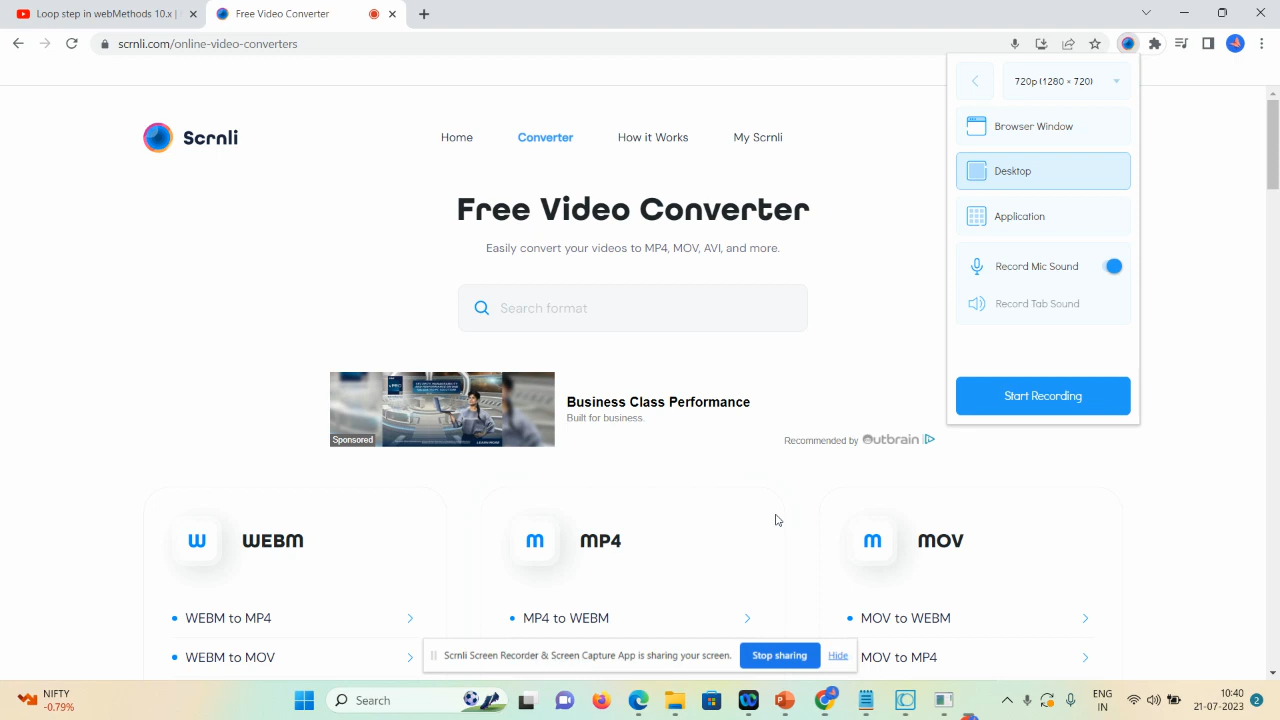 Loop step in webMethods 10.x |
Free Video Converter
scrnli.com/online-video-converters
720p (1280 × 720)
Browser Window
Desktop
Application
Record Mic Sound
Record Tab Sound
Start Recording
Scrnli
Home
Converter
How it Works
My Scrnli
Free Video Converter
Easily convert your videos to MP4, MOV, AVI, and more.
Search format
Sponsored
LEARN MORE
Business Class Performance
Built for business.
Recommended by Outbrain
W WEBM
m MP4
m MOV
WEBM to MP4
MP4 to WEBM
MOV to WEBM
WEBM to MOV
MOV to MP4
Scrnli Screen Recorder & Screen Capture App is sharing your screen.
Stop sharing
Hide
NIFTY
-0.79%
Search
ENG
IN
10:40
21-07-2023
2